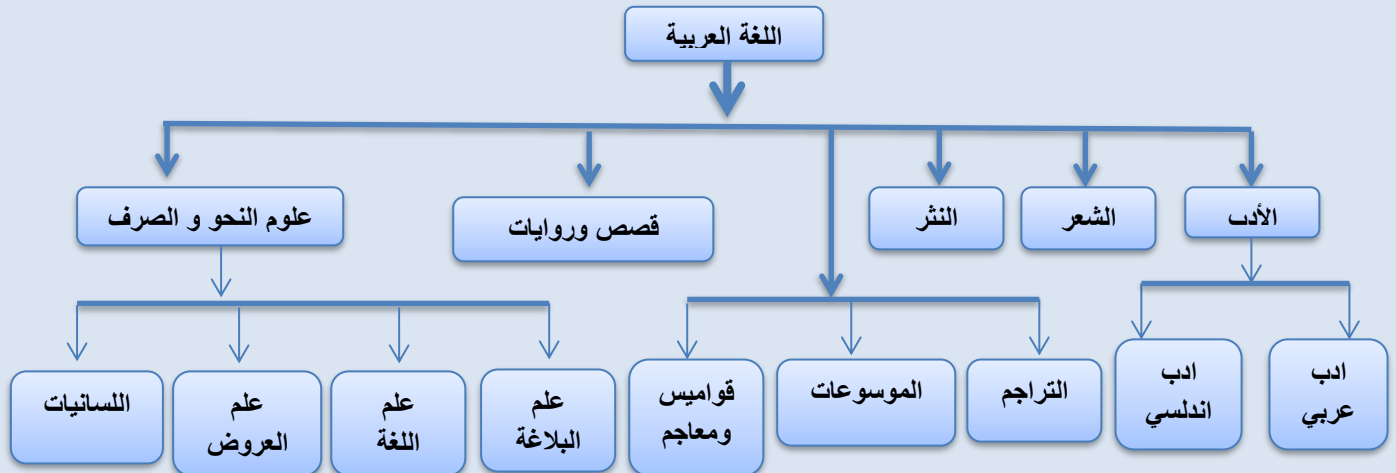 اللغة العربية
الأدب
الشعر
النثر
قصص وروايات
علوم النحو و الصرف
ادب
عربي
ادب
اندلسي
التراجم
الموسوعات
قواميس
ومعاجم
علم
البلاغة
علم
اللغة
علم
العروض
اللسانيات